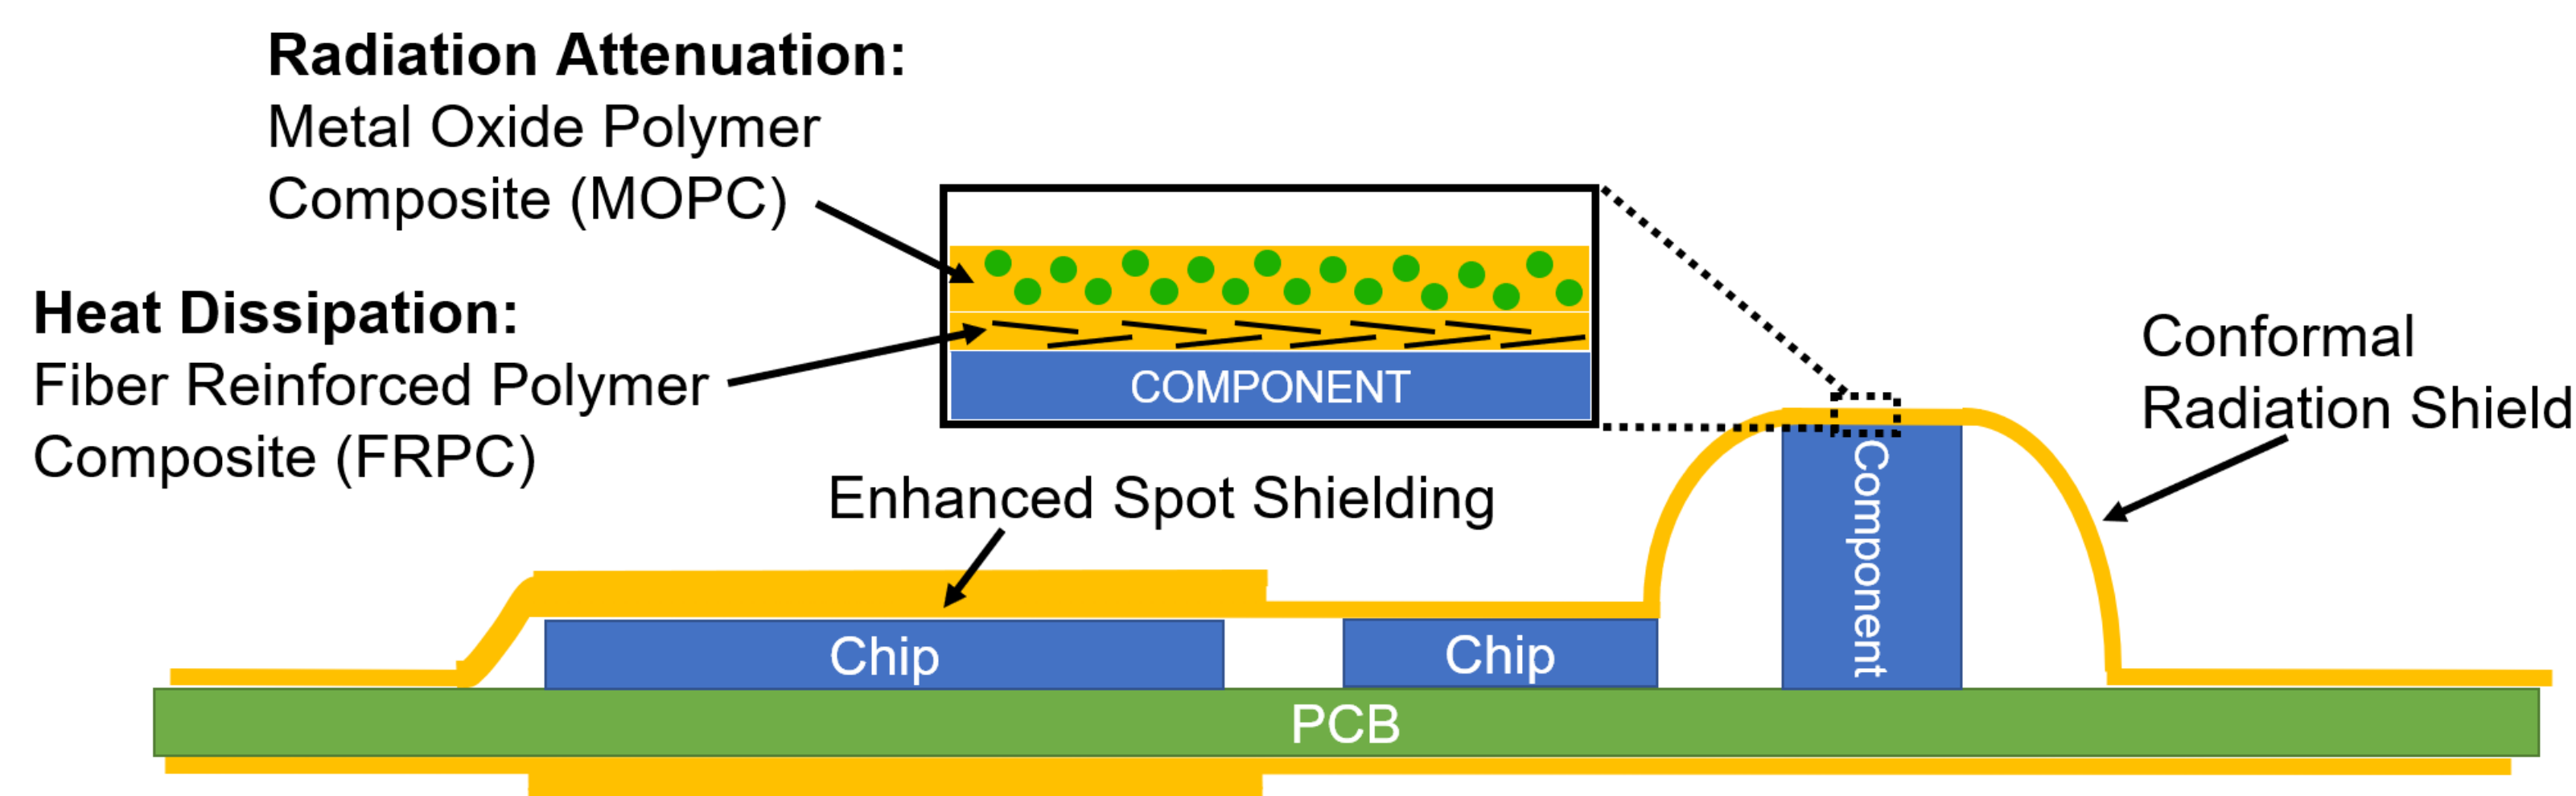 Radiation Attenuation:
Metal Oxide Polymer
Composite (MOPC)
Heat Dissipation:
Fiber Reinforced Polymer
Composite (FRPC)
COMPONENT
Conformal
Radiation Shield
Enhanced Spot Shielding
Component
Chip
Chip
PCB